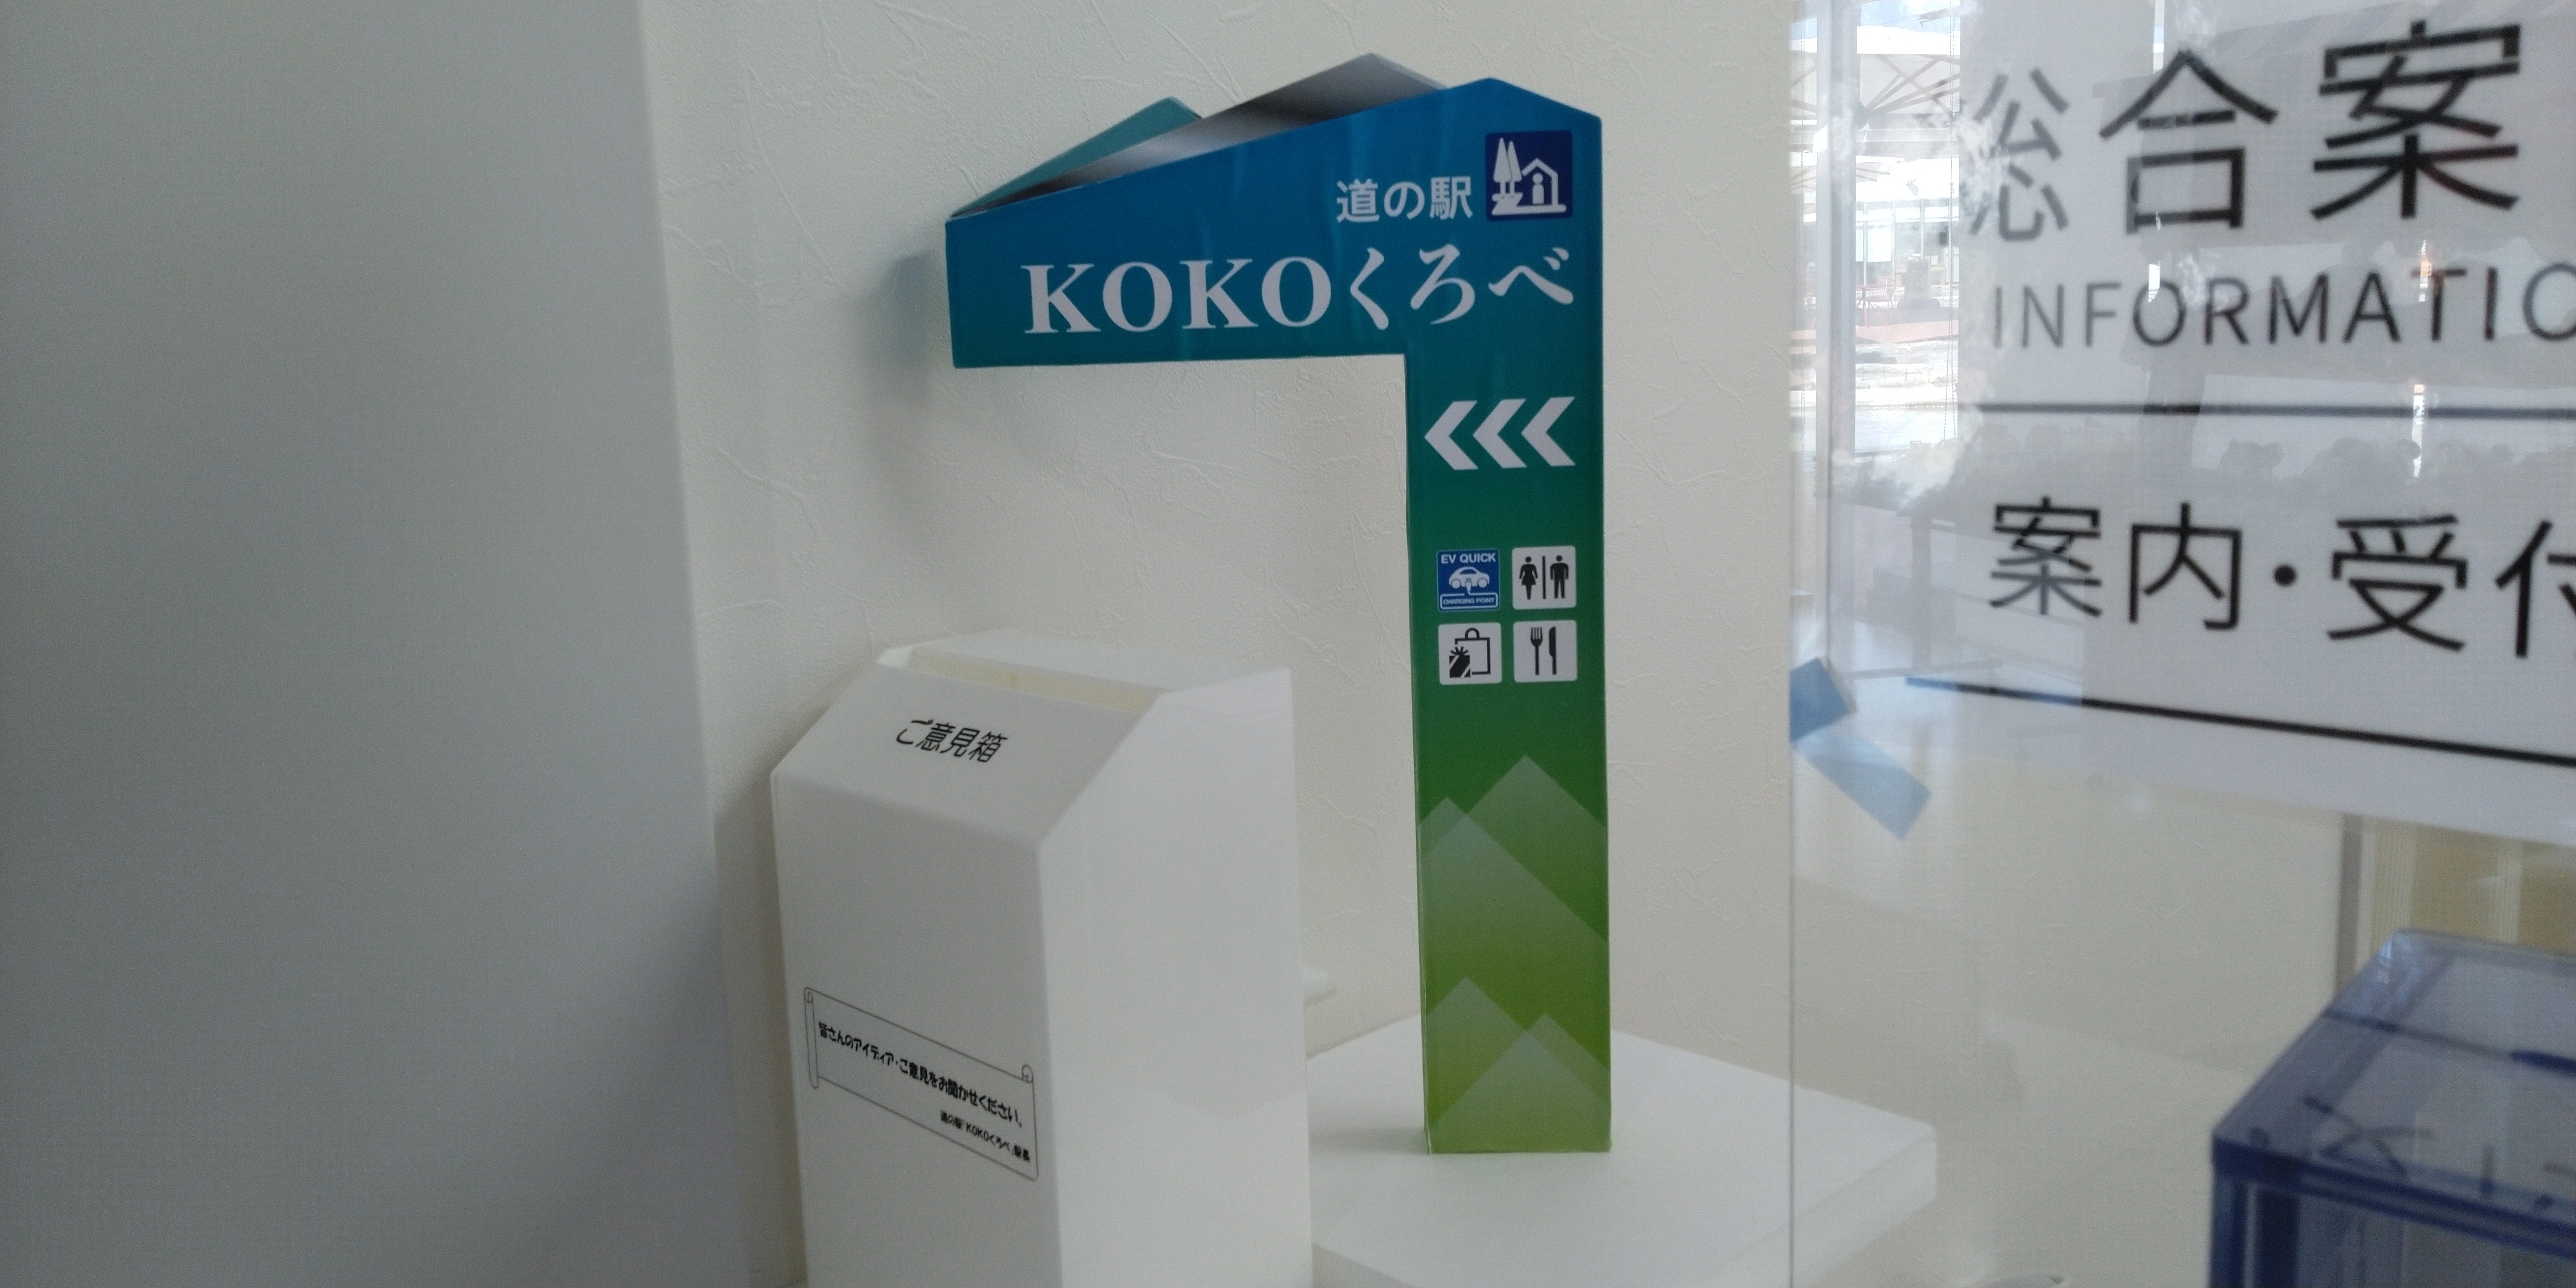 道の駅
KOKOくろべ
EV QUICK
CHARGING POINT
ご意見箱
皆さんのアイディア・ご意見をお聞かせください。
道の駅「KOKOくろべ」駅長
総合案
INFORMATIO
案内・受付